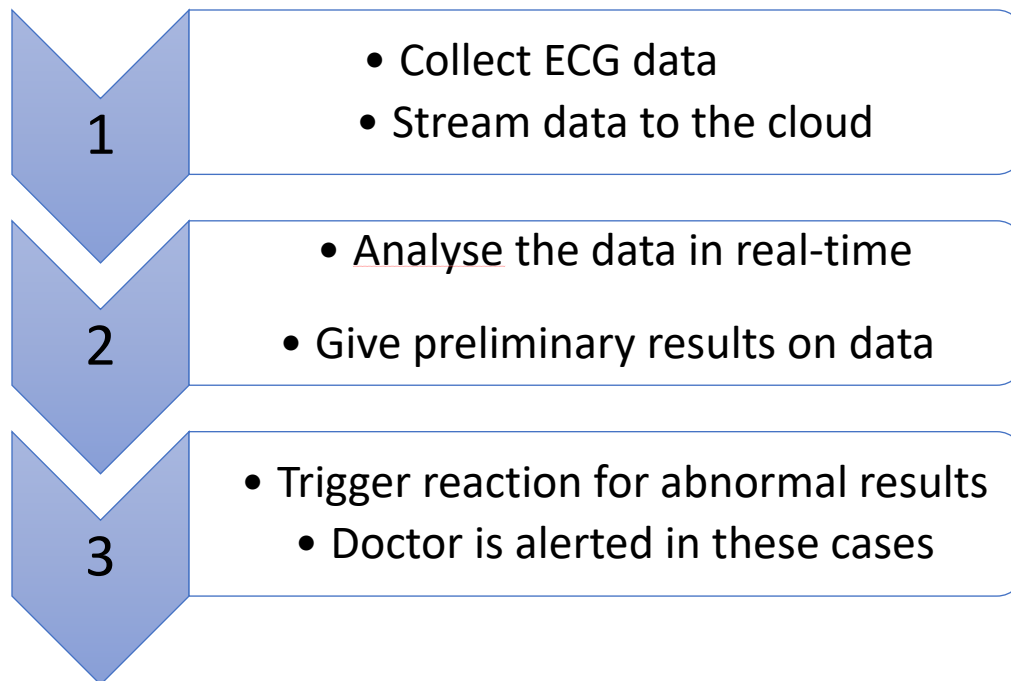 1
• Collect ECG data
• Stream data to the cloud
2
• Analyse the data in real-time
• Give preliminary results on data
3
• Trigger reaction for abnormal results
• Doctor is alerted in these cases